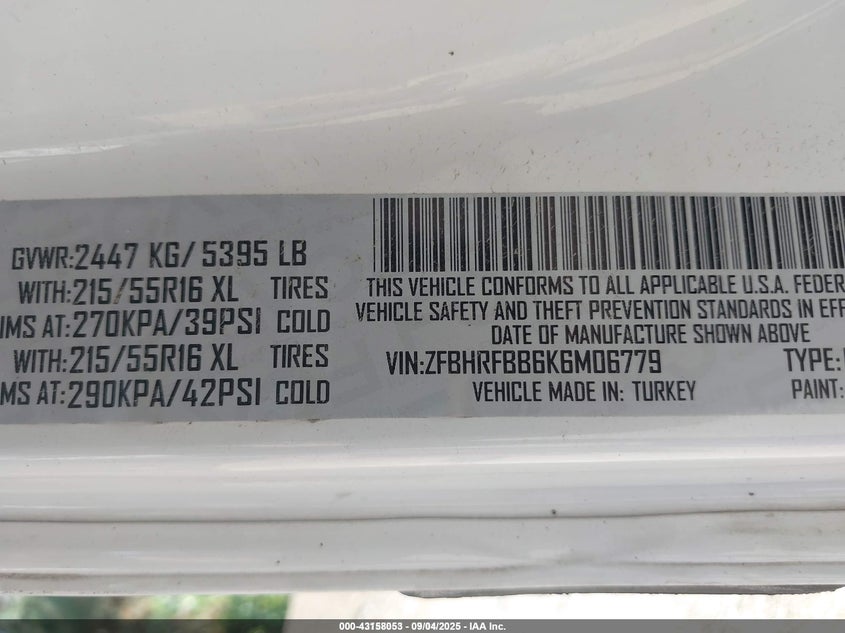 GVWR:2447 KG/ 5395 LB
WITH:215/55R16 XL TIRES
IMS AT:270KPA/39PSI COLD
WITH:215/55R16 XL TIRES
MS AT:290KPA/42PSI COLD
THIS VEHICLE CONFORMS TO ALL APPLICABLE U.S.A. FEDER
VEHICLE SAFETY AND THEFT PREVENTION STANDARDS IN EFF
DATE OF MANUFACTURE SHOWN ABOVE
VIN:ZFBHRFBB6K6M06779 TYPE:
VEHICLE MADE IN: TURKEY PAINT:
000-43158053 — 09/04/2025 — IAA Inc.